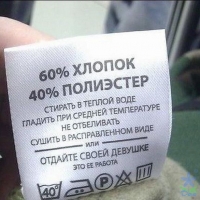 60% ХЛОПОК
40% ПОЛИЭСТЕР
СТИРАТЬ В ТЕПЛОЙ ВОДЕ
ГЛАДИТЬ ПРИ СРЕДНЕЙ ТЕМПЕРАТУРЕ
НЕ ОТБЕЛИВАТЬ
СУШИТЬ В РАСПРАВЛЕННОМ ВИДЕ
ИЛИ
ОТДАЙТЕ СВОЕЙ ДЕВУШКЕ
ЭТО ЕЕ РАБОТА
40° P